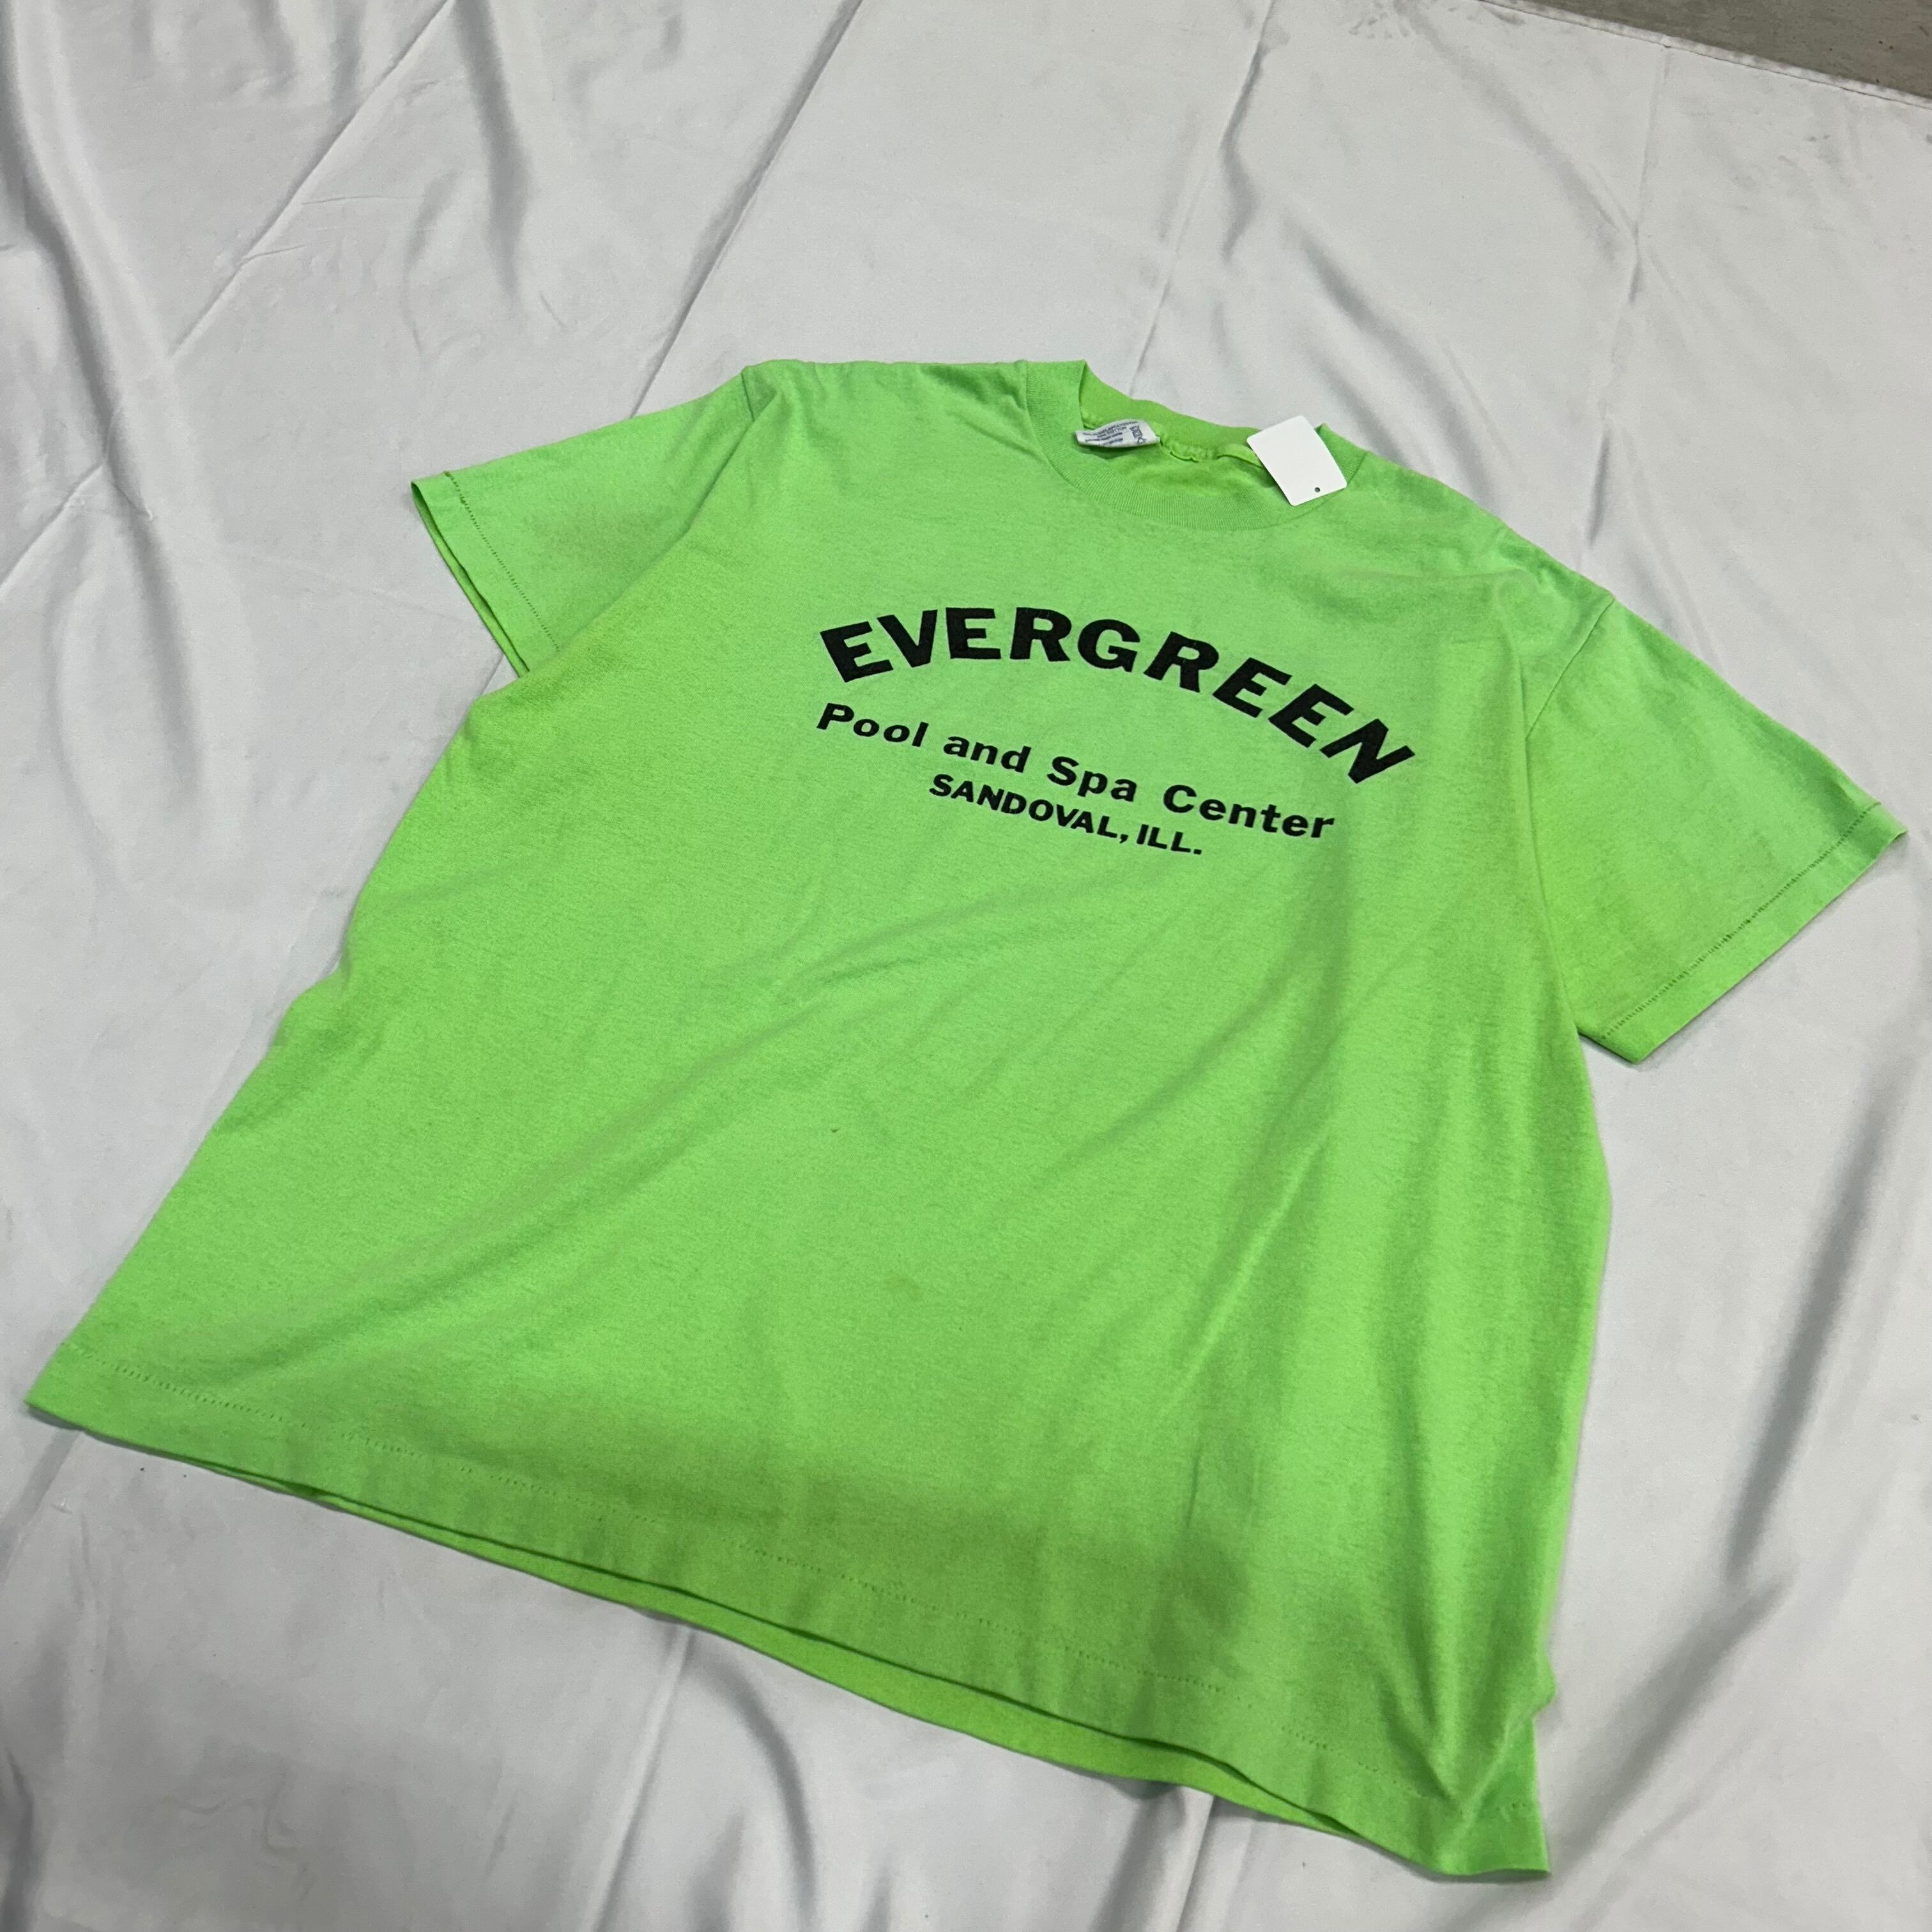 EVERGREEN
Pool and Spa Center
SANDOVAL, ILL.